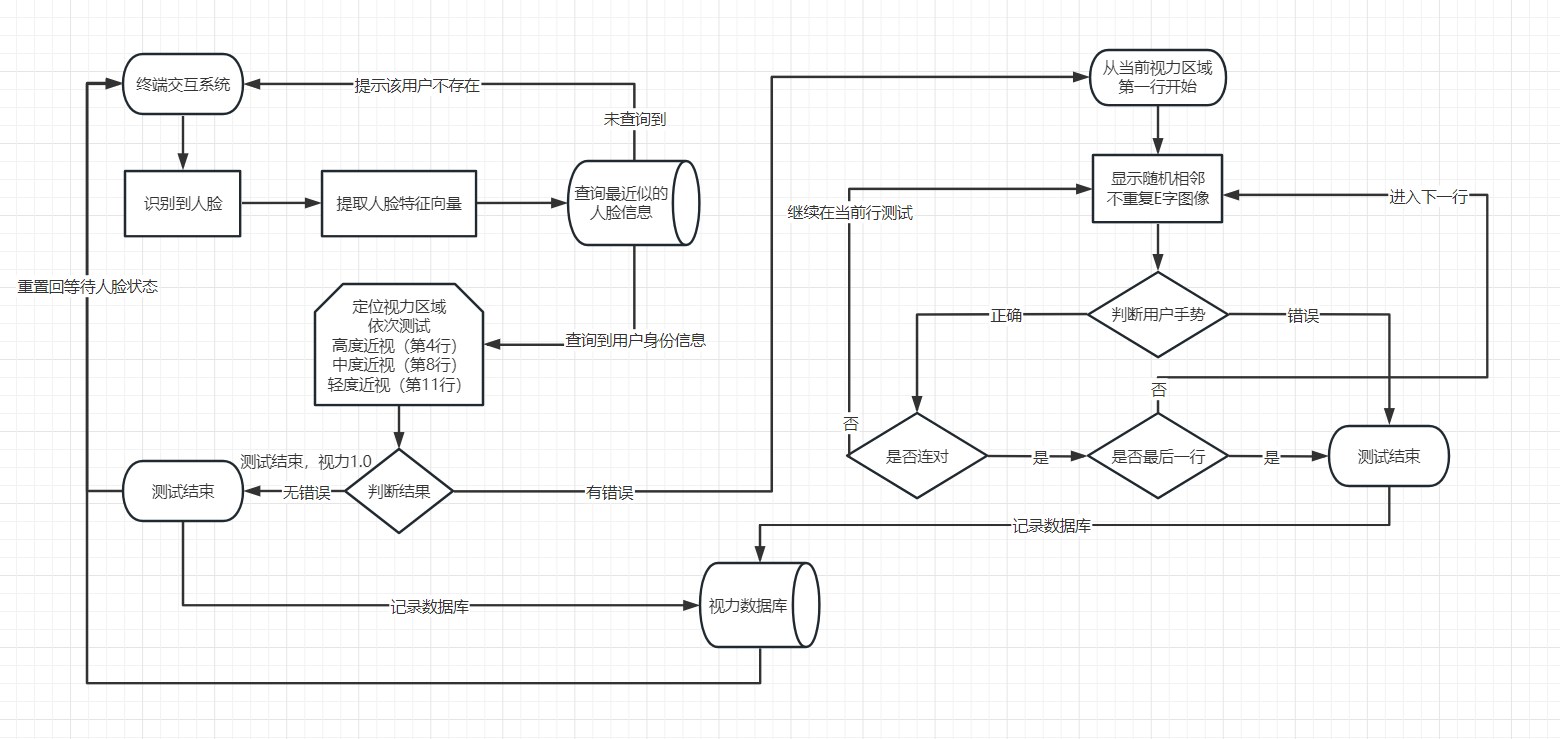 终端交互系统
提示该用户不存在
未查询到
识别到人脸
提取人脸特征向量
查询最近似的
人脸信息
重置回等待人脸状态
定位视力区域
依次测试
高度近视（第4行）
中度近视（第8行）
轻度近视（第11行）
查询到用户身份信息
测试结束，视力1.0
测试结束
无错误
判断结果
有错误
记录数据库
视力数据库
从当前视力区域
第一行开始
显示随机相邻
不重复E字图像
进入下一行
继续在当前行测试
正确
判断用户手势
错误
否
否
是否连对
是
是否最后一行
是
测试结束
记录数据库